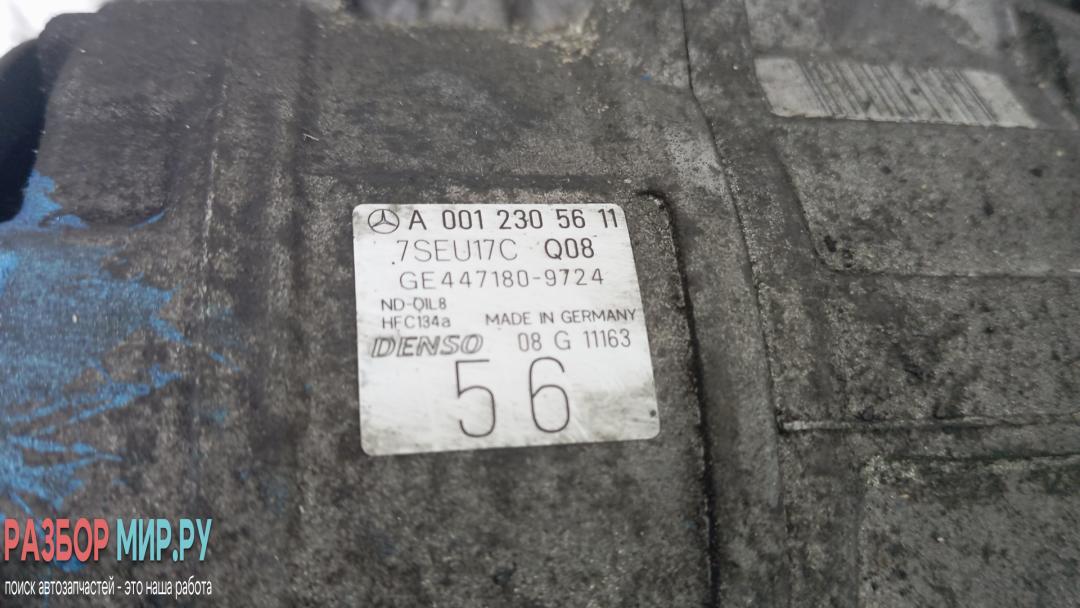 A 001 230 56 11
7SEU17C Q08
GE447180-9724
ND-OIL8
HFC134a MADE IN GERMANY
DENSO 08 G 11163
56
РАЗБОР МИР.РУ
поиск автозапчастей - это наша работа